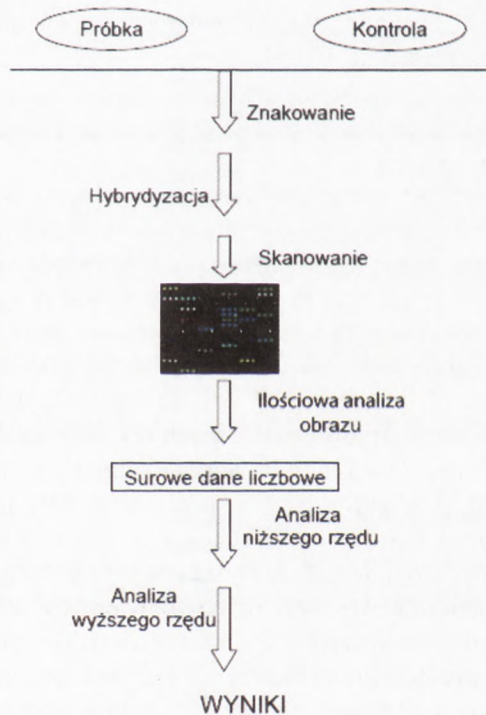 Próbka
Kontrola
Znakowanie
Hybrydyzacja
Skanowanie
Ilościowa analiza
obrazu
Surowe dane liczbowe
Analiza
niższego rzędu
Analiza
wyższego rzędu
WYNIKI